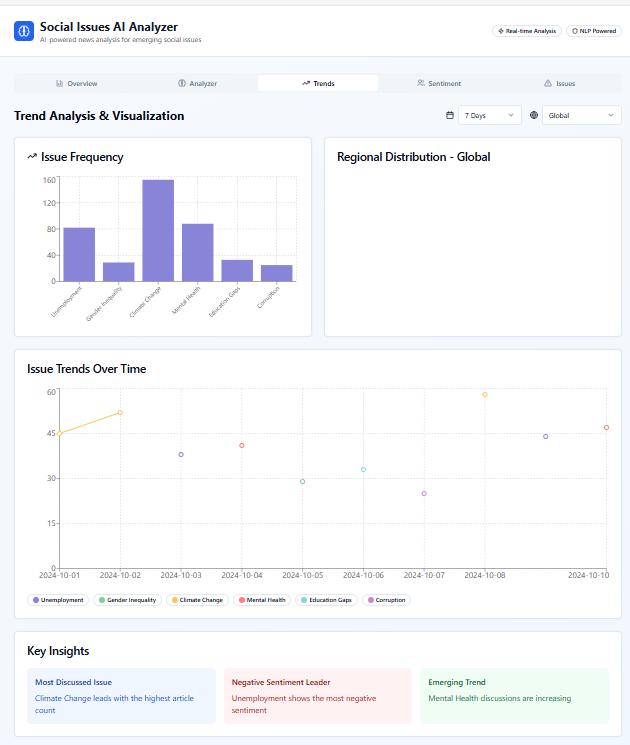 Social Issues AI Analyzer
AI-powered news analysis for emerging social issues
Real-time Analysis
NLP Powered
Overview
Analyzer
Trends
Sentiment
Issues
Trend Analysis & Visualization
7 Days
Global
Issue Frequency
160
120
80
40
0
Unemployment
Gender Inequality
Climate Change
Mental Health
Education Gaps
Corruption
Regional Distribution - Global
Issue Trends Over Time
60
45
30
15
0
2024-10-01
2024-10-02
2024-10-03
2024-10-04
2024-10-05
2024-10-06
2024-10-07
2024-10-08
2024-10-10
Unemployment
Gender Inequality
Climate Change
Mental Health
Education Gaps
Corruption
Key Insights
Most Discussed Issue
Climate Change leads with the highest article
count
Negative Sentiment Leader
Unemployment shows the most negative
sentiment
Emerging Trend
Mental Health discussions are increasing